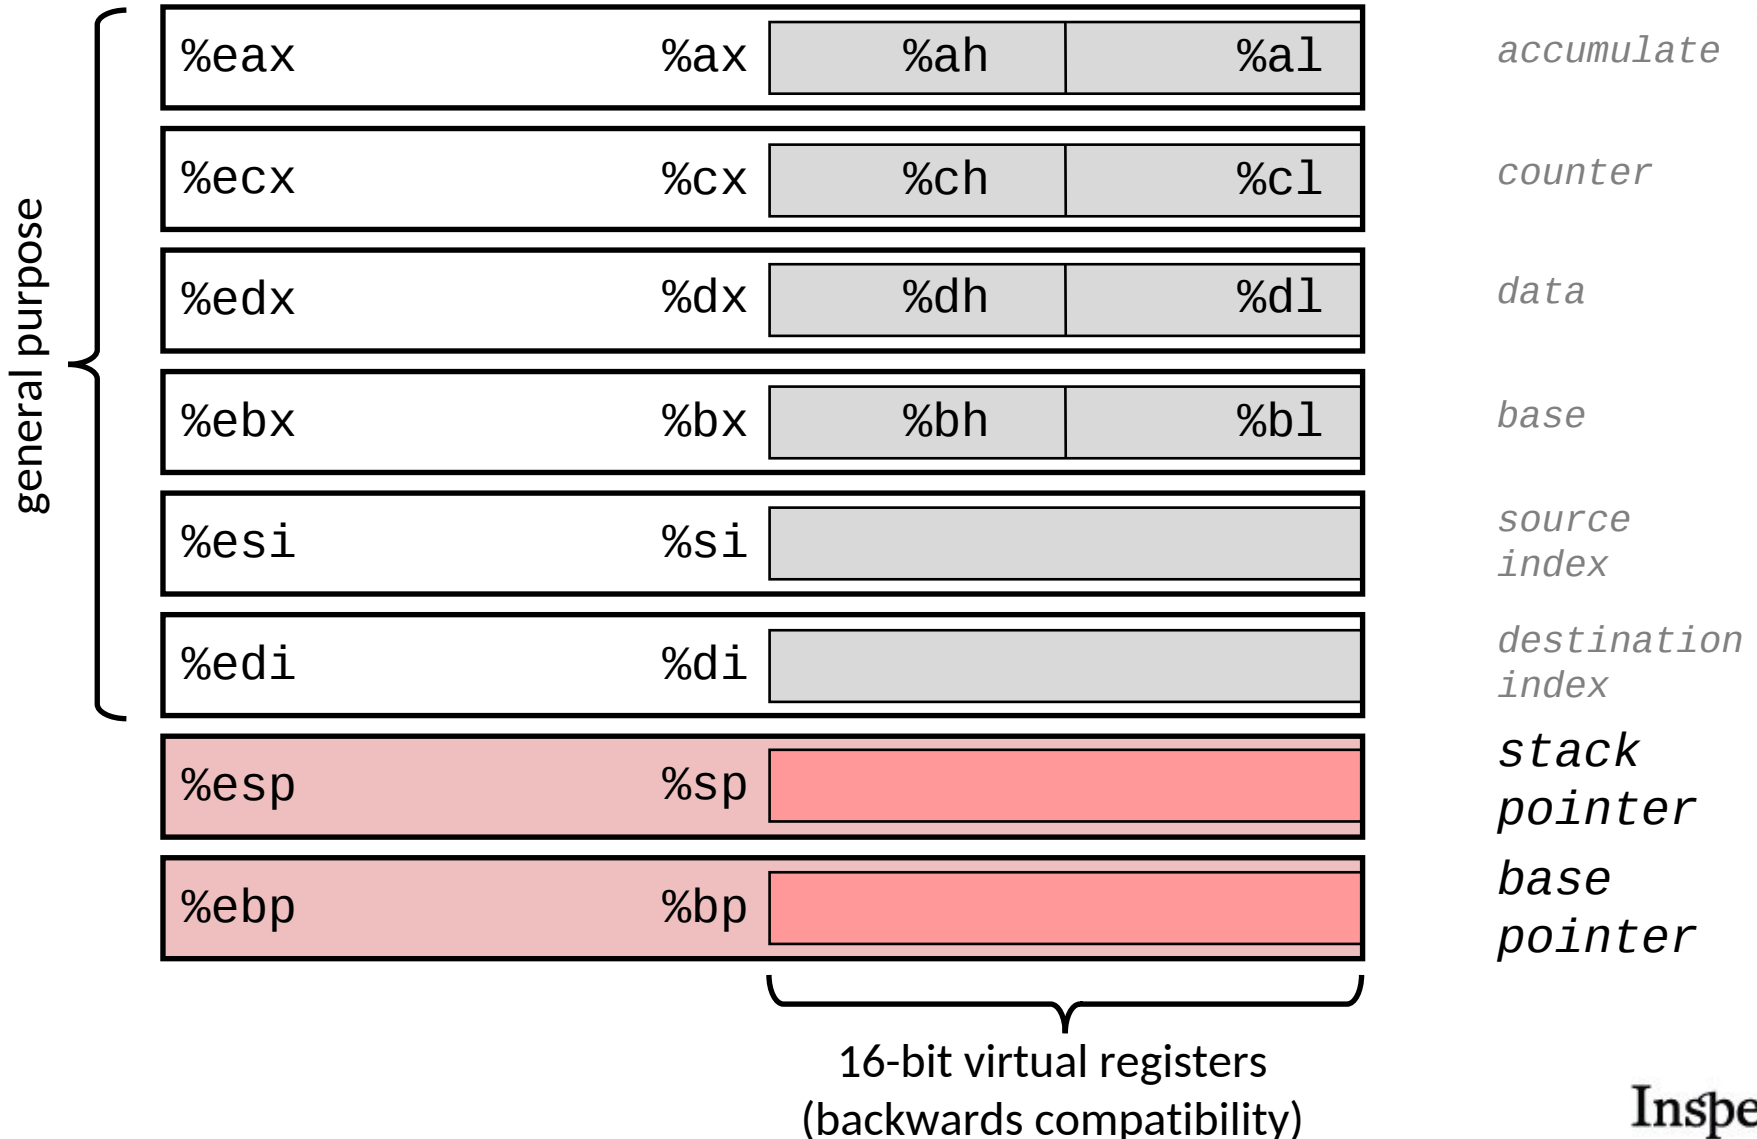 general purpose
%eax %ax %ah %al accumulate
%ecx %cx %ch %cl counter
%edx %dx %dh %dl data
%ebx %bx %bh %bl base
%esi %si source
index
%edi %di destination
index
%esp %sp stack
pointer
%ebp %bp base
pointer
16-bit virtual registers
(backwards compatibility)
Inspe